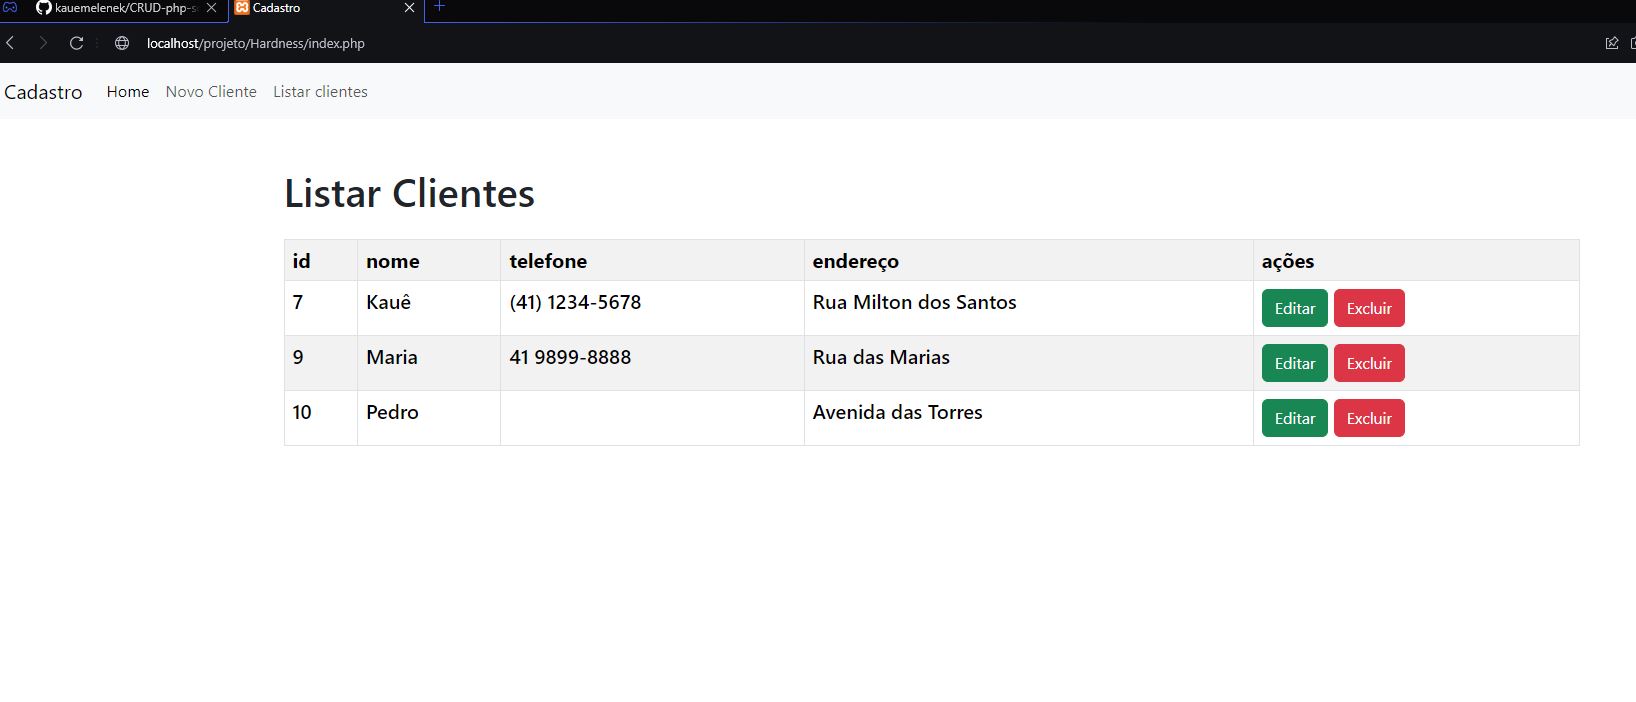 kauemelenek/CRUD-php-s
Cadastro
localhost/projeto/Hardness/index.php
Cadastro Home Novo Cliente Listar clientes
Listar Clientes
id nome telefone endereço ações
7 Kauê (41) 1234-5678 Rua Milton dos Santos Editar Excluir
9 Maria 41 9899-8888 Rua das Marias Editar Excluir
10 Pedro Avenida das Torres Editar Excluir